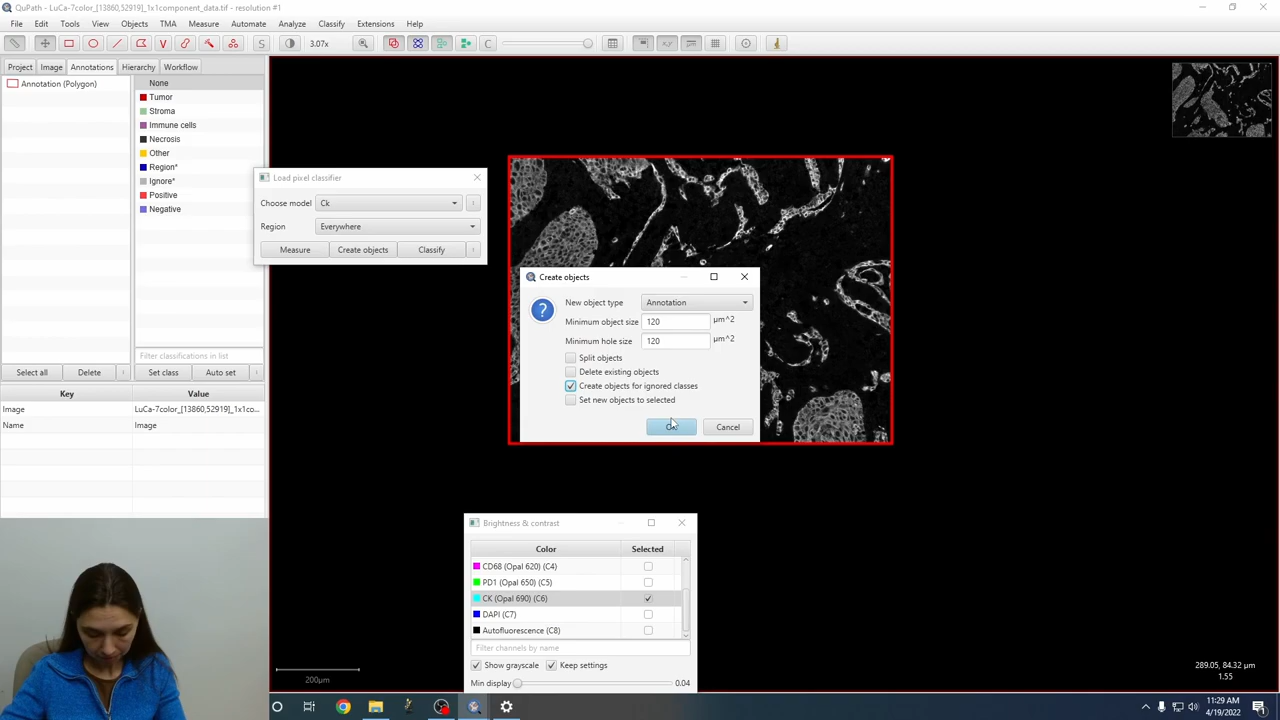 QuPath - LuCa-7color_[13860,52919]_1x1component_data.tif - resolution #1
File Edit Tools View Objects TMA Measure Automate Analyze Classify Extensions Help
3.07x
S
C
Project Image Annotations Hierarchy Workflow
Annotation (Polygon)
None
Tumor
Stroma
Immune cells
Necrosis
Other
Region*
Ignore*
Positive
Negative
Filter classifications in list
Select all Delete Set class Auto set
Key Value
Image LuCa-7color_[13860,52919]_1x1co...
Name Image
Load pixel classifier
Choose model Ck
Region Everywhere
Measure Create objects Classify
Create objects
New object type Annotation
Minimum object size 120 µm^2
Minimum hole size 120 µm^2
Split objects
Delete existing objects
Create objects for ignored classes
Set new objects to selected
Cancel
Brightness & contrast
Color Selected
CD68 (Opal 620) (C4)
PD1 (Opal 650) (C5)
CK (Opal 690) (C6)
DAPI (C7)
Autofluorescence (C8)
Filter channels by name
Show grayscale Keep settings
Min display 0.04
200µm
289.05, 84.32 µm
1.55
11:29 AM
4/19/2022